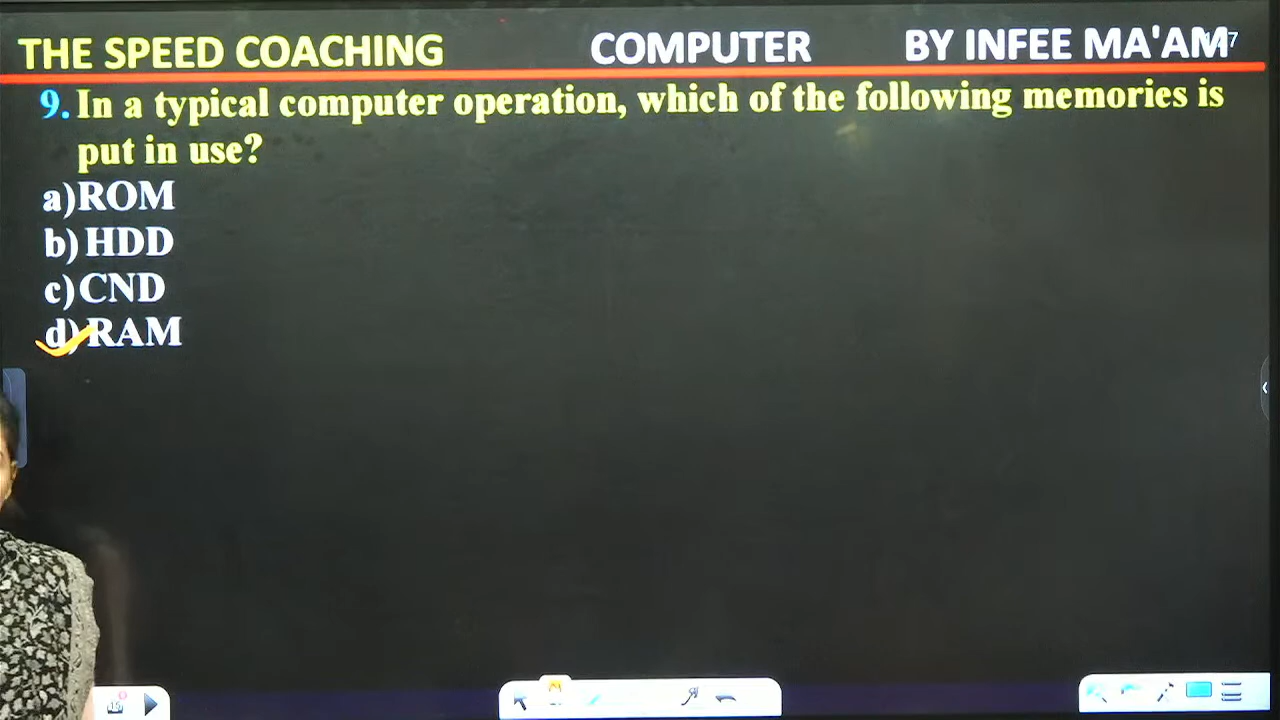 THE SPEED COACHING COMPUTER BY INFEE MA'AM
9. In a typical computer operation, which of the following memories is
put in use?
a) ROM
b) HDD
c) CND
d) RAM
15